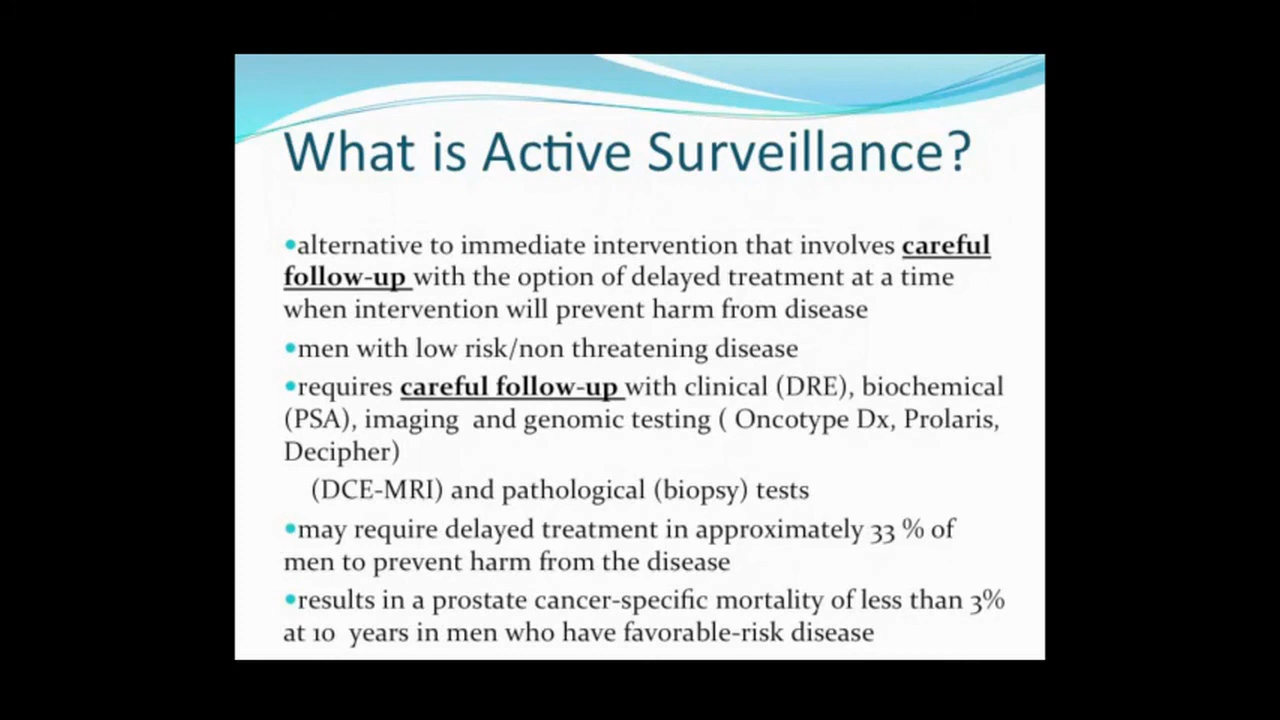 What is Active Surveillance?
•alternative to immediate intervention that involves careful
follow-up with the option of delayed treatment at a time
when intervention will prevent harm from disease
•men with low risk/non threatening disease
•requires careful follow-up with clinical (DRE), biochemical
(PSA), imaging  and genomic testing ( Oncotype Dx, Prolaris,
Decipher)
(DCE-MRI) and pathological (biopsy) tests
•may require delayed treatment in approximately 33 % of
men to prevent harm from the disease
•results in a prostate cancer-specific mortality of less than 3%
at 10  years in men who have favorable-risk disease